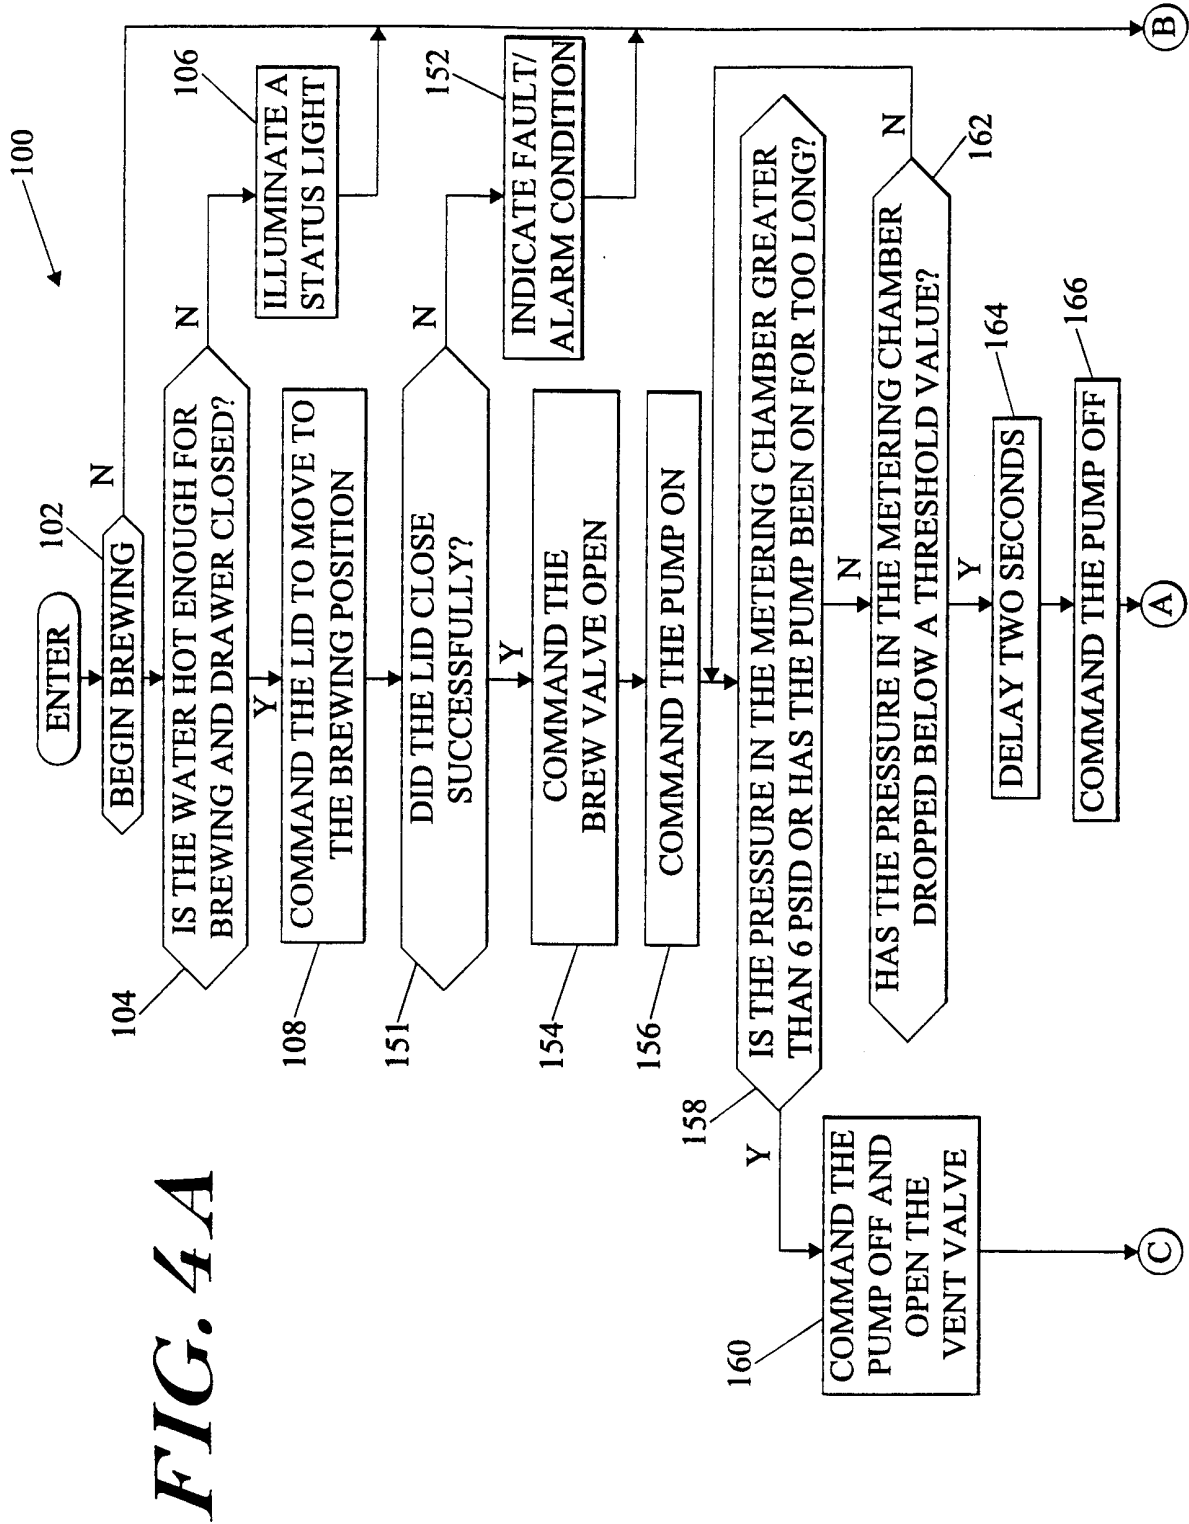 FIG. 4A
100
ENTER
102
BEGIN BREWING
N
104
IS THE WATER HOT ENOUGH FOR
BREWING AND DRAWER CLOSED?
N
106
ILLUMINATE A
STATUS LIGHT
Y
108
COMMAND THE LID TO MOVE TO
THE BREWING POSITION
151
DID THE LID CLOSE
SUCCESSFULLY?
N
152
INDICATE FAULT/
ALARM CONDITION
Y
154
COMMAND THE
BREW VALVE OPEN
156
COMMAND THE PUMP ON
158
IS THE PRESSURE IN THE METERING CHAMBER GREATER
THAN 6 PSID OR HAS THE PUMP BEEN ON FOR TOO LONG?
Y
160
COMMAND THE
PUMP OFF AND
OPEN THE
VENT VALVE
N
162
HAS THE PRESSURE IN THE METERING CHAMBER
DROPPED BELOW A THRESHOLD VALUE?
N
Y
164
DELAY TWO SECONDS
166
COMMAND THE PUMP OFF
C
A
B